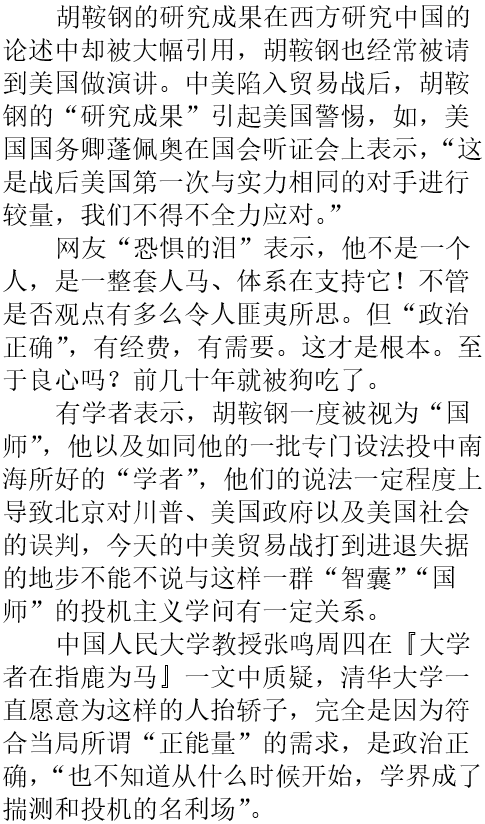 胡鞍钢的研究成果在西方研究中国的
论述中却被大幅引用，胡鞍钢也经常被请
到美国做演讲。中美陷入贸易战后，胡鞍
钢的“研究成果”引起美国警惕，如，美
国国务卿蓬佩奥在国会听证会上表示，“这
是战后美国第一次与实力相同的对手进行
较量，我们不得不全力应对。”
网友“恐惧的泪”表示，他不是一个
人，是一整套人马、体系在支持它！不管
是否观点有多么令人匪夷所思。但“政治
正确”，有经费，有需要。这才是根本。至
于良心吗？前几十年就被狗吃了。
有学者表示，胡鞍钢一度被视为“国
师”，他以及如同他的一批专门设法投中南
海所好的“学者”，他们的说法一定程度上
导致北京对川普、美国政府以及美国社会
的误判，今天的中美贸易战打到进退失据
的地步不能不说与这样一群“智囊”“国
师”的投机主义学问有一定关系。
中国人民大学教授张鸣周四在『大学
者在指鹿为马』一文中质疑，清华大学一
直愿意为这样的人抬轿子，完全是因为符
合当局所谓“正能量”的需求，是政治正
确，“也不知道从什么时候开始，学界成了
揣测和投机的名利场”。